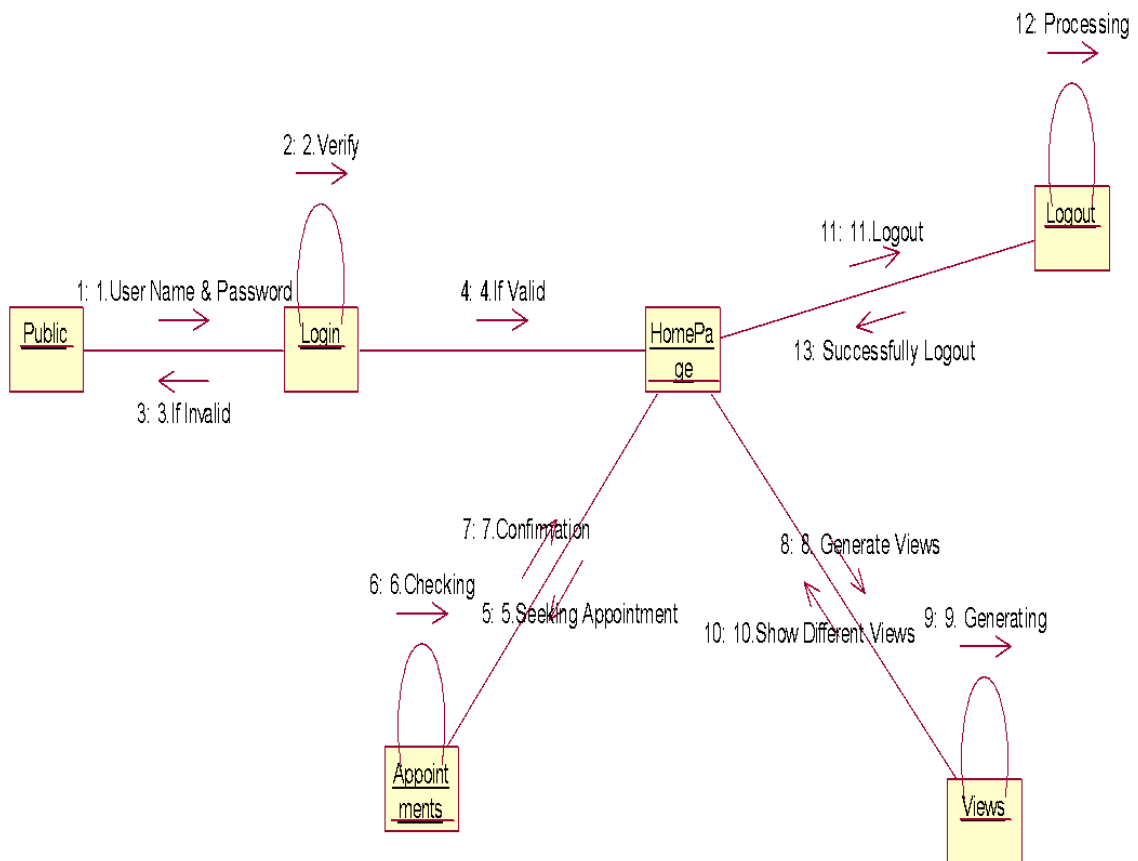 12: Processing
2: 2.Verify
Logout
11: 11.Logout
1: 1.User Name & Password
4: 4.If Valid
Public
Login
HomePa
ge
13: Successfully Logout
3: 3.If Invalid
7: 7.Confirmation
8: 8. Generate Views
6: 6.Checking
5: 5.Seeking Appointment
10: 10.Show Different Views
9: 9. Generating
Appoint
ments
Views